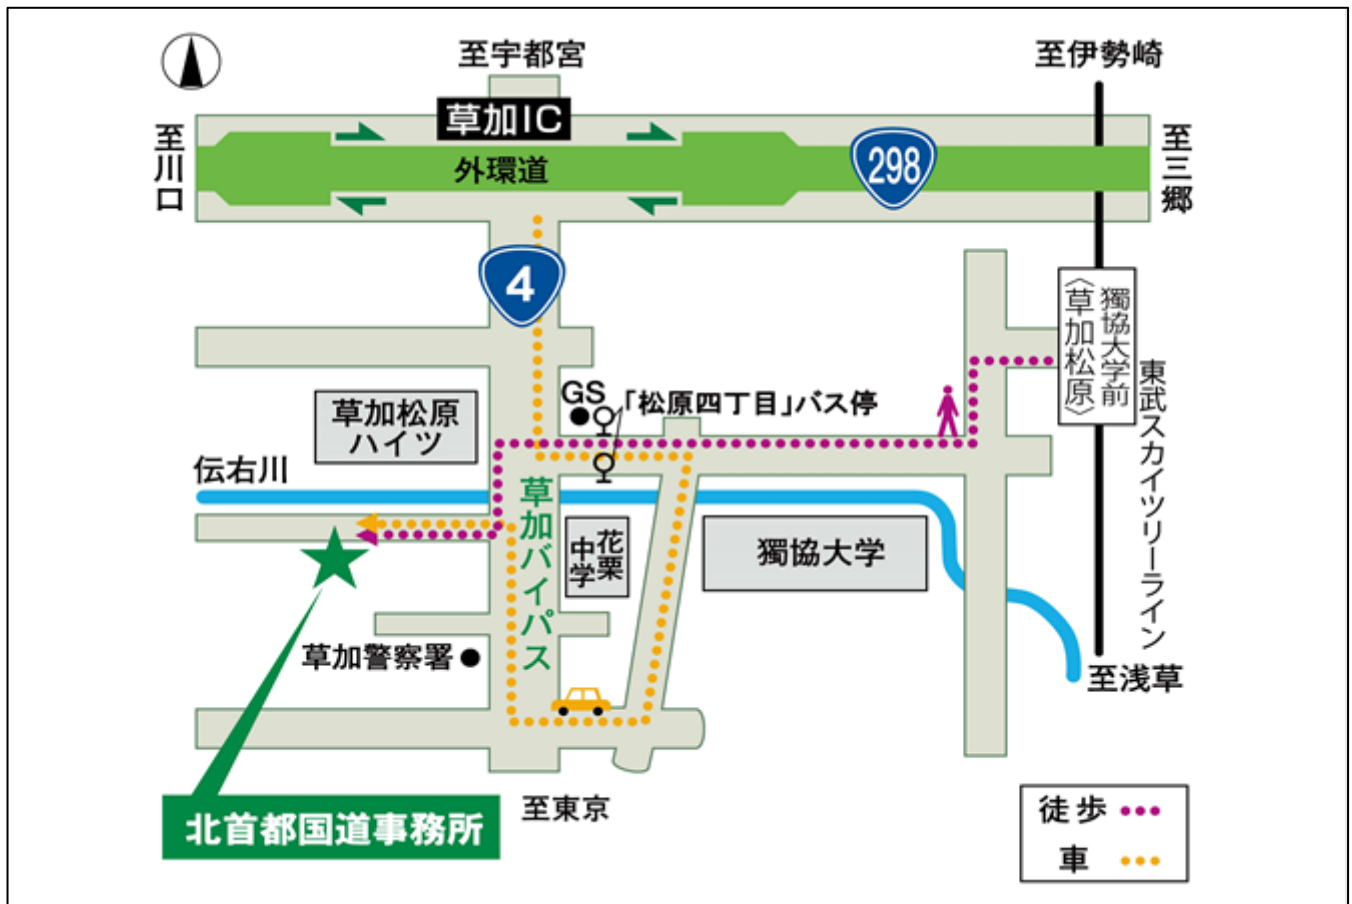 至宇都宮
至伊勢崎
草加IC
至川口
外環道
298
至三郷
4
獨協大学前
〈草加松原〉
東武スカイツリーライン
GS
「松原四丁目」バス停
草加松原
ハイツ
伝右川
草加バイパス
花栗
中学
獨協大学
草加警察署
至浅草
北首都国道事務所
至東京
徒歩
車